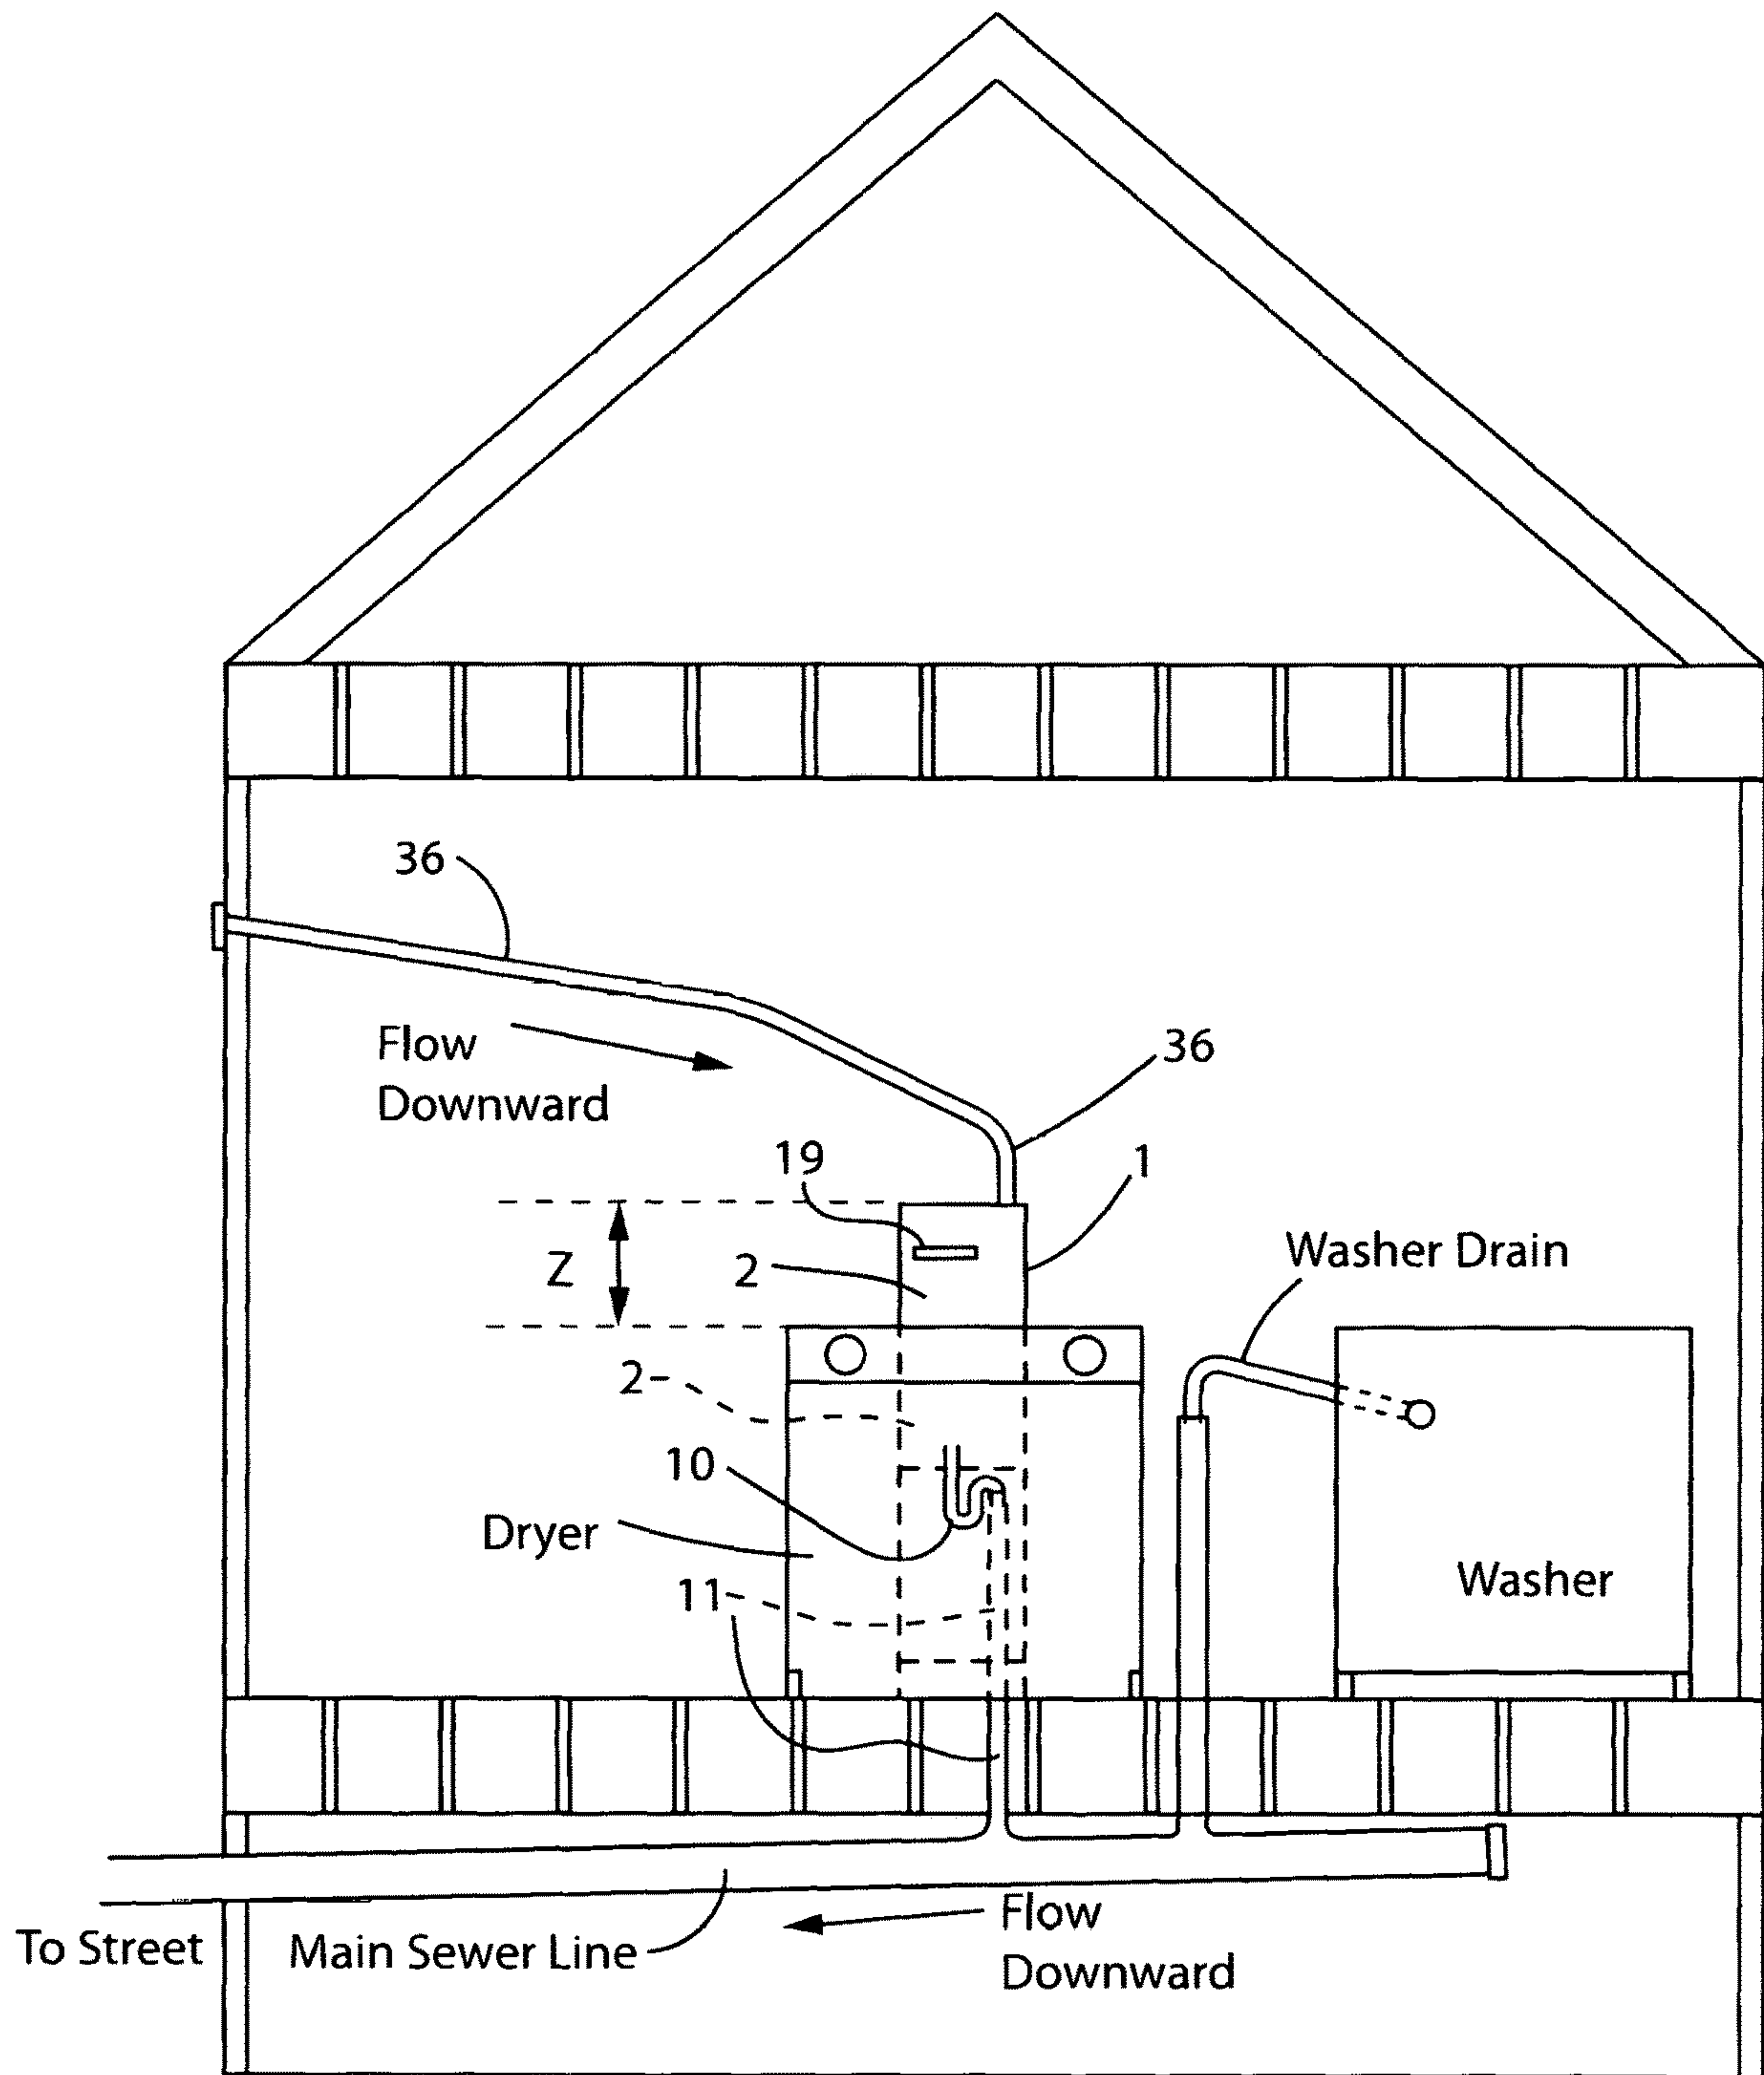 36
Flow
Downward
36
19
1
Z
2
Washer Drain
2
10
Dryer
Washer
11
To Street
Main Sewer Line
Flow
Downward